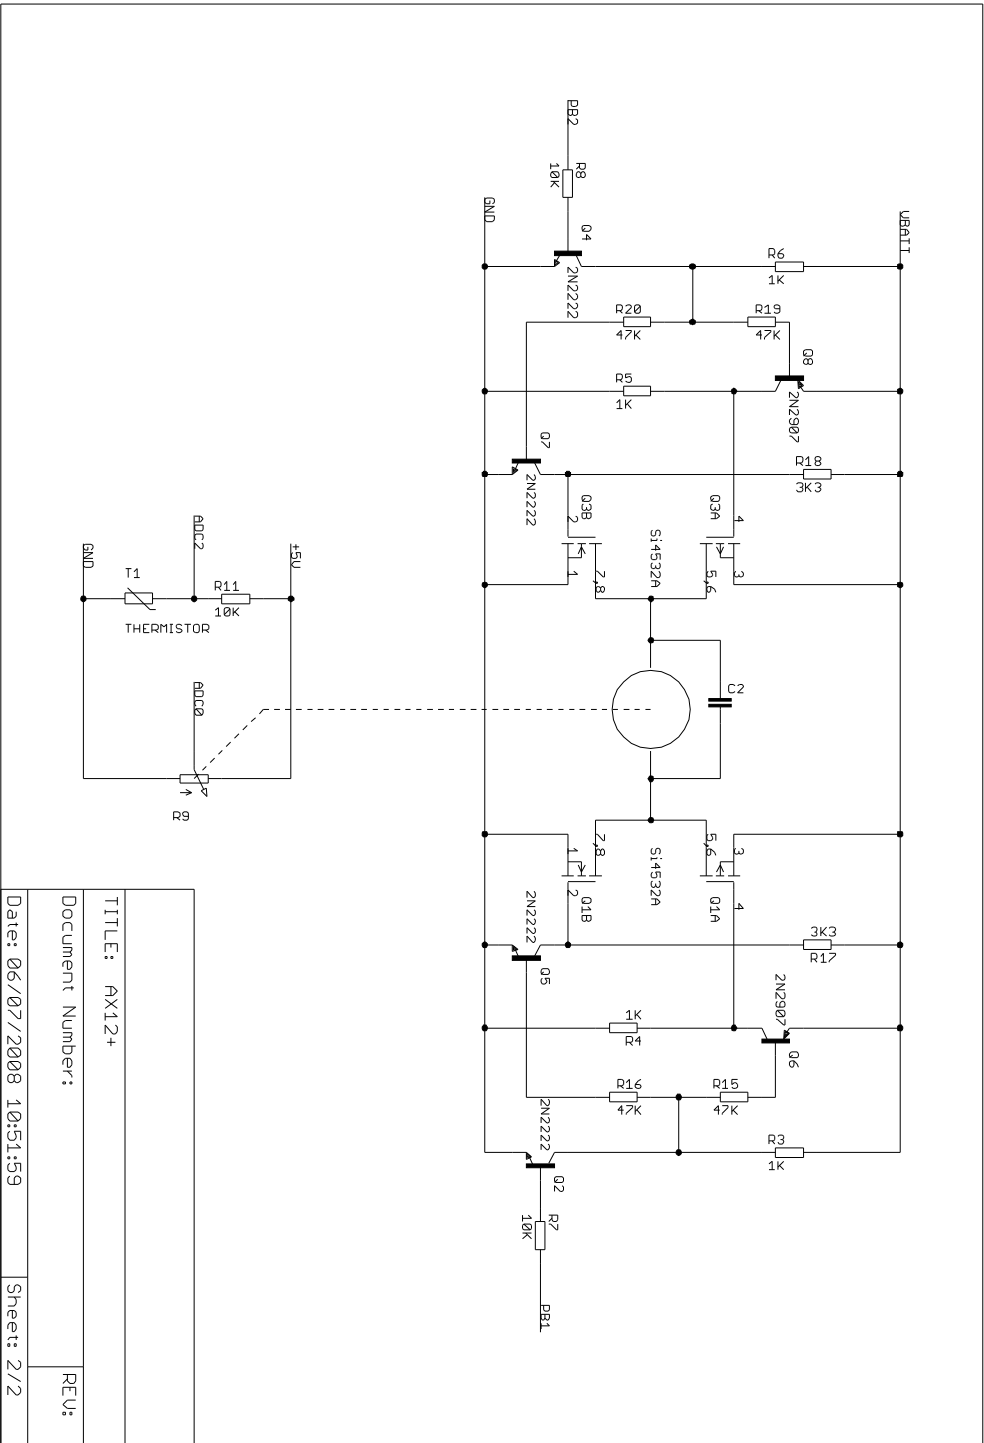 PB2
R8
10K
GND
VBATT
Q4
2N2222
R6
1K
R20
47K
R19
47K
Q8
2N2907
R5
1K
Q7
2N2222
R18
3K3
Q3B
2
1
7,8
Si4532A
Q3A
4
3
5,6
GND
ADC2
+5V
T1
THERMISTOR
R11
10K
ADC0
R9
C2
1
7,8
2
Q1B
Si4532A
5,6
3
4
Q1A
2N2222
Q5
3K3
R17
2N2907
Q6
1K
R4
R16
47K
R15
47K
2N2222
Q2
R3
1K
R7
10K
PB1
TITLE: AX12+
Document Number:
REV:
Date: 06/07/2008 10:51:59
Sheet: 2/2